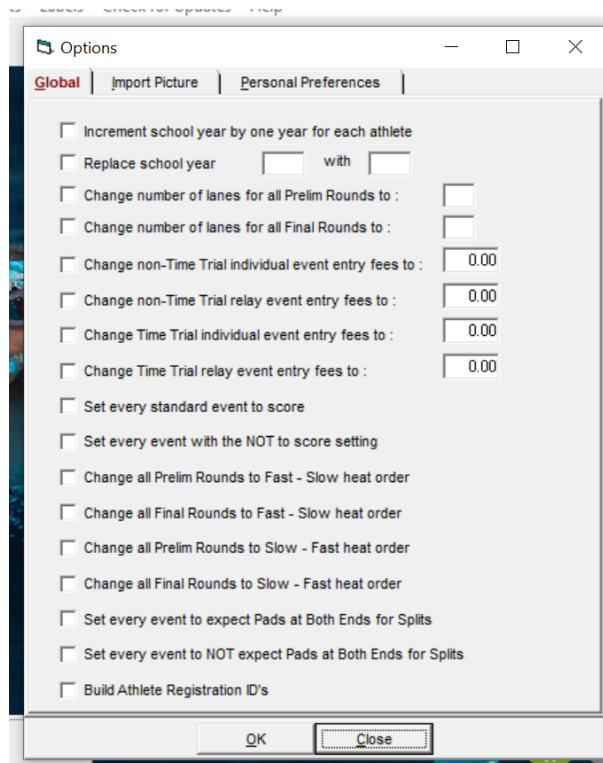 Labels Check for Updates Help
Options
Global Import Picture Personal Preferences
Increment school year by one year for each athlete
Replace school year with
Change number of lanes for all Prelim Rounds to :
Change number of lanes for all Final Rounds to :
Change non-Time Trial individual event entry fees to : 0.00
Change non-Time Trial relay event entry fees to : 0.00
Change Time Trial individual event entry fees to : 0.00
Change Time Trial relay event entry fees to : 0.00
Set every standard event to score
Set every event with the NOT to score setting
Change all Prelim Rounds to Fast - Slow heat order
Change all Final Rounds to Fast - Slow heat order
Change all Prelim Rounds to Slow - Fast heat order
Change all Final Rounds to Slow - Fast heat order
Set every event to expect Pads at Both Ends for Splits
Set every event to NOT expect Pads at Both Ends for Splits
Build Athlete Registration ID's
OK Close